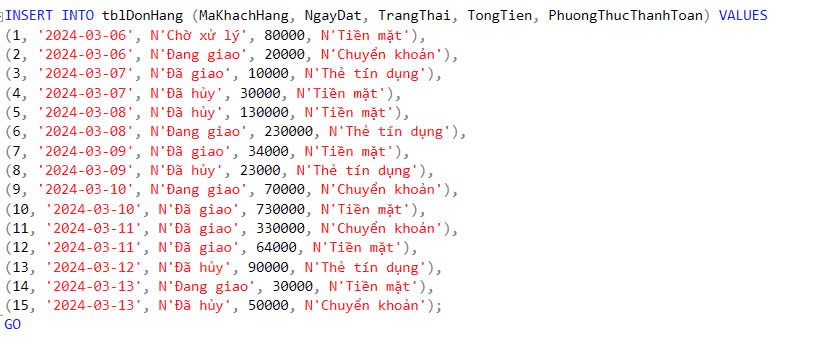 INSERT INTO tblDonHang (MaKhachHang, NgayDat, TrangThai, TongTien, PhuongThucThanhToan) VALUES
(1, '2024-03-06', N'Chờ xử lý', 80000, N'Tiền mặt'),
(2, '2024-03-06', N'Đang giao', 20000, N'Chuyển khoản'),
(3, '2024-03-07', N'Đã giao', 10000, N'Thẻ tín dụng'),
(4, '2024-03-07', N'Đã hủy', 30000, N'Tiền mặt'),
(5, '2024-03-08', N'Đã hủy', 130000, N'Tiền mặt'),
(6, '2024-03-08', N'Đang giao', 230000, N'Thẻ tín dụng'),
(7, '2024-03-09', N'Đã giao', 34000, N'Tiền mặt'),
(8, '2024-03-09', N'Đã hủy', 23000, N'Thẻ tín dụng'),
(9, '2024-03-10', N'Đang giao', 70000, N'Chuyển khoản'),
(10, '2024-03-10', N'Đã giao', 730000, N'Tiền mặt'),
(11, '2024-03-11', N'Đã giao', 330000, N'Chuyển khoản'),
(12, '2024-03-11', N'Đã giao', 64000, N'Tiền mặt'),
(13, '2024-03-12', N'Đã hủy', 90000, N'Thẻ tín dụng'),
(14, '2024-03-13', N'Đang giao', 30000, N'Tiền mặt'),
(15, '2024-03-13', N'Đã hủy', 50000, N'Chuyển khoản');
GO